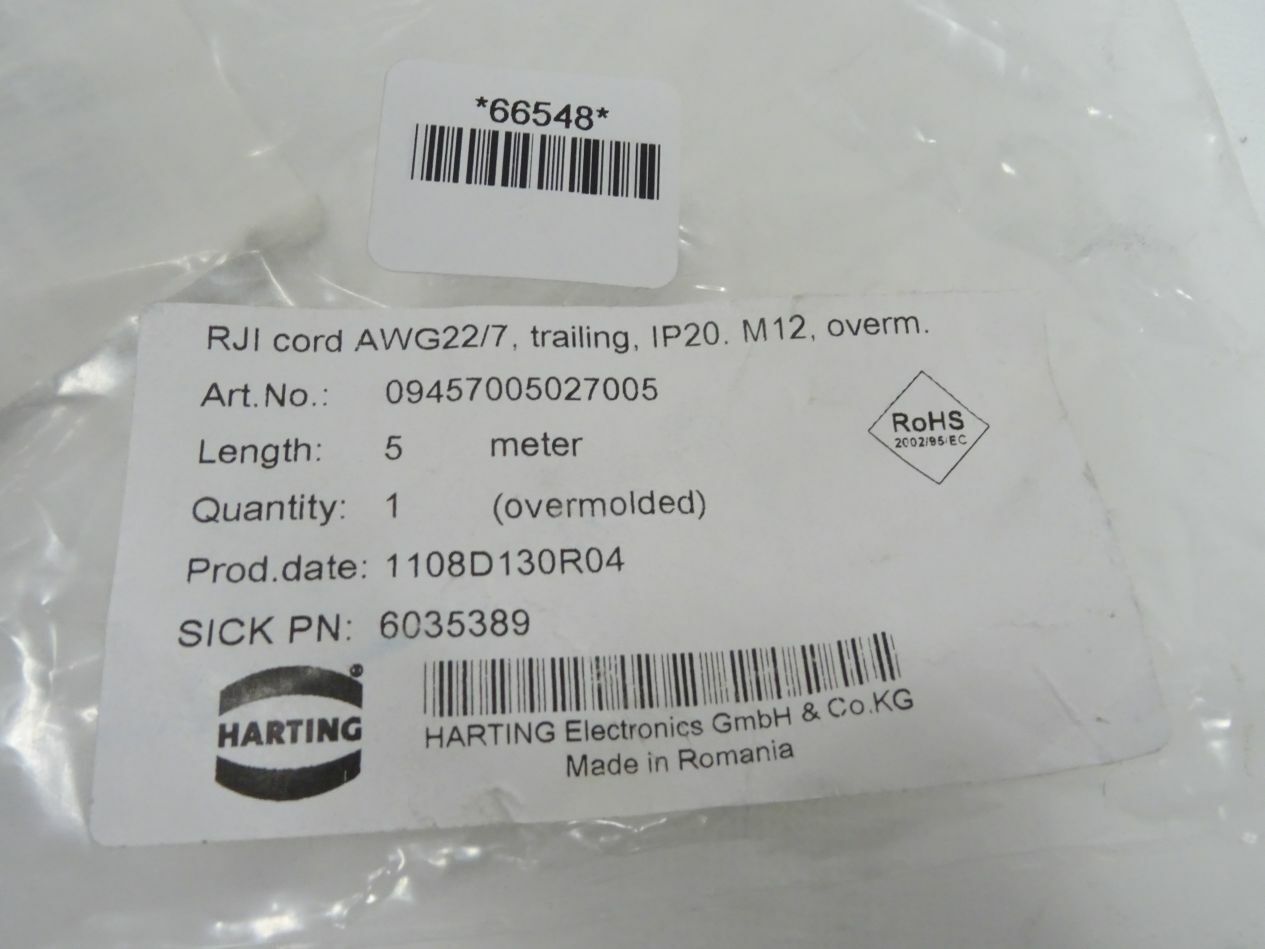 *66548*
RJI cord AWG22/7, trailing, IP20. M12, overm.
Art.No.: 09457005027005
RoHS
2002/95/EC
Length: 5 meter
Quantity: 1 (overmolded)
Prod.date: 1108D130R04
SICK PN: 6035389
HARTING ®
HARTING Electronics GmbH & Co.KG
Made in Romania